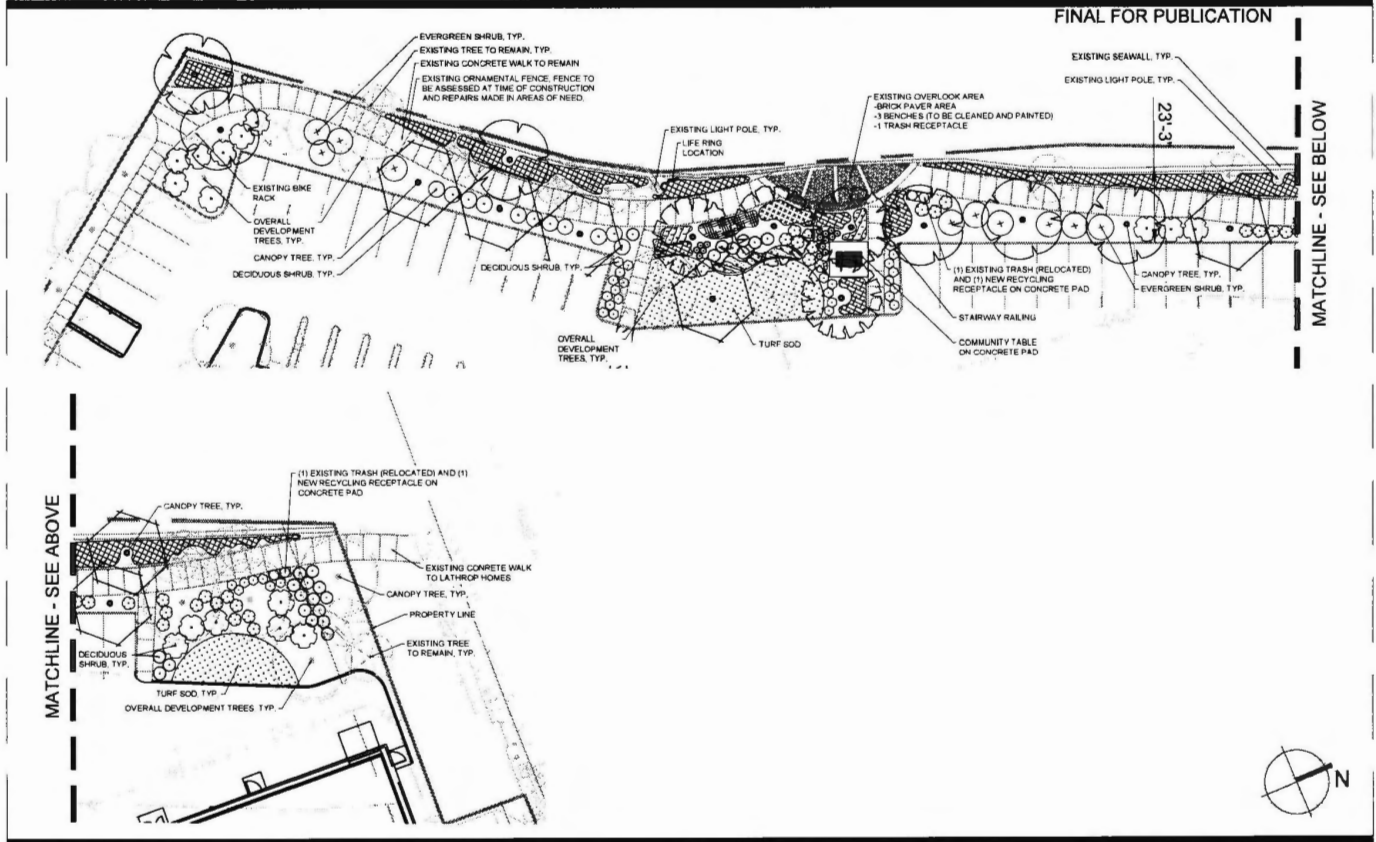 FINAL FOR PUBLICATION
EVERGREEN SHRUB, TYP.
EXISTING TREE TO REMAIN, TYP.
EXISTING CONCRETE WALK TO REMAIN
EXISTING ORNAMENTAL FENCE, FENCE TO
BE ASSESSED AT TIME OF CONSTRUCTION
AND REPAIRS MADE IN AREAS OF NEED.
EXISTING SEAWALL, TYP.
EXISTING LIGHT POLE, TYP.
EXISTING OVERLOOK AREA
-BRICK PAVER AREA
-3 BENCHES (TO BE CLEANED AND PAINTED)
-1 TRASH RECEPTACLE
23'-3"
EXISTING LIGHT POLE, TYP.
LIFE RING
LOCATION
MATCHLINE - SEE BELOW
EXISTING BIKE
RACK
OVERALL
DEVELOPMENT
TREES, TYP.
CANOPY TREE, TYP.
DECIDUOUS SHRUB, TYP.
DECIDUOUS SHRUB, TYP.
OVERALL
DEVELOPMENT
TREES, TYP.
TURF SOD
(1) EXISTING TRASH (RELOCATED)
AND (1) NEW RECYCLING
RECEPTACLE ON CONCRETE PAD
CANOPY TREE, TYP.
EVERGREEN SHRUB, TYP.
STAIRWAY RAILING
COMMUNITY TABLE
ON CONCRETE PAD
MATCHLINE - SEE ABOVE
(1) EXISTING TRASH (RELOCATED) AND (1)
NEW RECYCLING RECEPTACLE ON
CONCRETE PAD
CANOPY TREE, TYP.
EXISTING CONRETE WALK
TO LATHROP HOMES
CANOPY TREE, TYP.
PROPERTY LINE
EXISTING TREE
TO REMAIN, TYP.
DECIDUOUS
SHRUB, TYP.
TURF SOD, TYP.
OVERALL DEVELOPMENT TREES TYP.
N